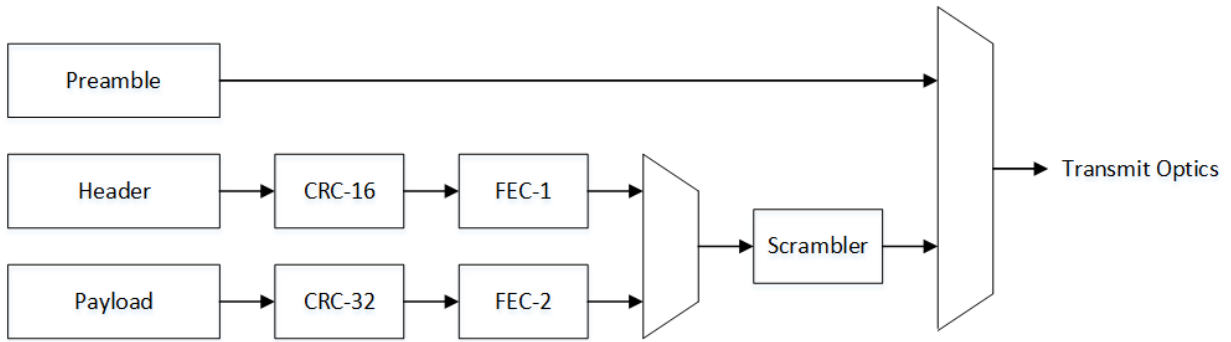 Preamble
Header
CRC-16
FEC-1
Transmit Optics
Scrambler
Payload
CRC-32
FEC-2